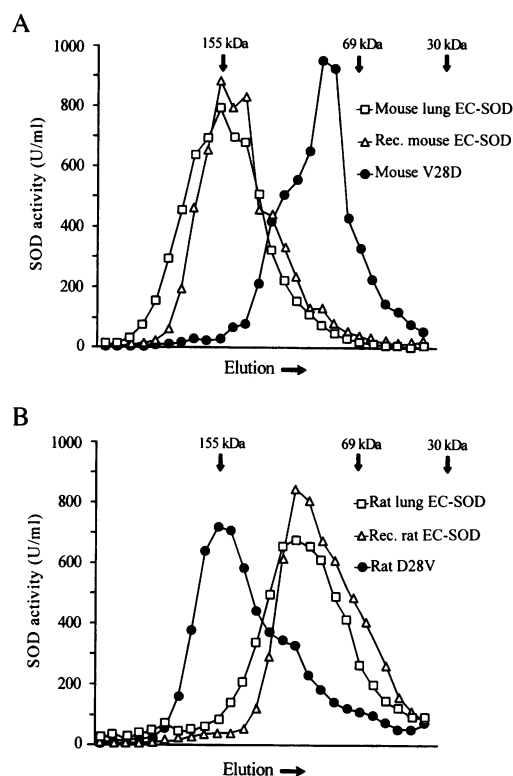 A
1000
800
600
400
200
0
SOD activity (U/ml)
155 kDa
69 kDa
30 kDa
Mouse lung EC-SOD
Rec. mouse EC-SOD
Mouse V28D
Elution
B
1000
800
600
400
200
0
SOD activity (U/ml)
155 kDa
69 kDa
30 kDa
Rat lung EC-SOD
Rec. rat EC-SOD
Rat D28V
Elution